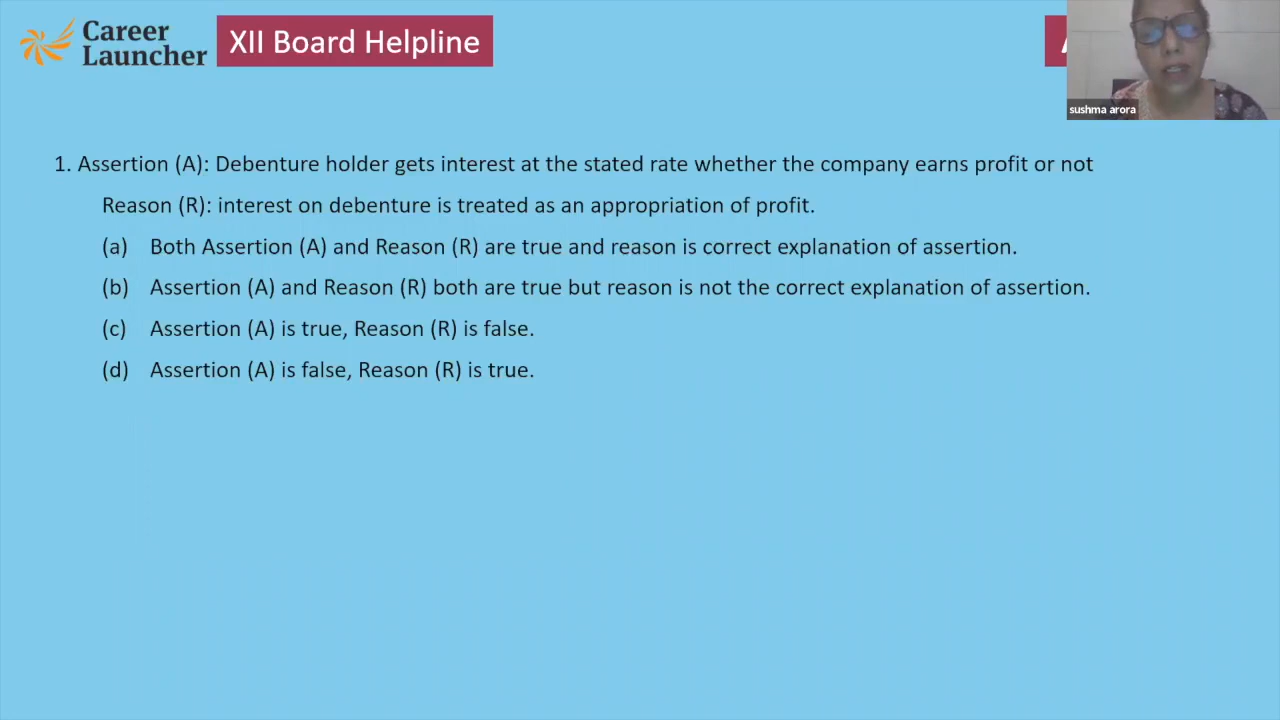 Career
Launcher
XII Board Helpline
sushma arora
1. Assertion (A): Debenture holder gets interest at the stated rate whether the company earns profit or not
Reason (R): interest on debenture is treated as an appropriation of profit.
(a) Both Assertion (A) and Reason (R) are true and reason is correct explanation of assertion.
(b) Assertion (A) and Reason (R) both are true but reason is not the correct explanation of assertion.
(c) Assertion (A) is true, Reason (R) is false.
(d) Assertion (A) is false, Reason (R) is true.